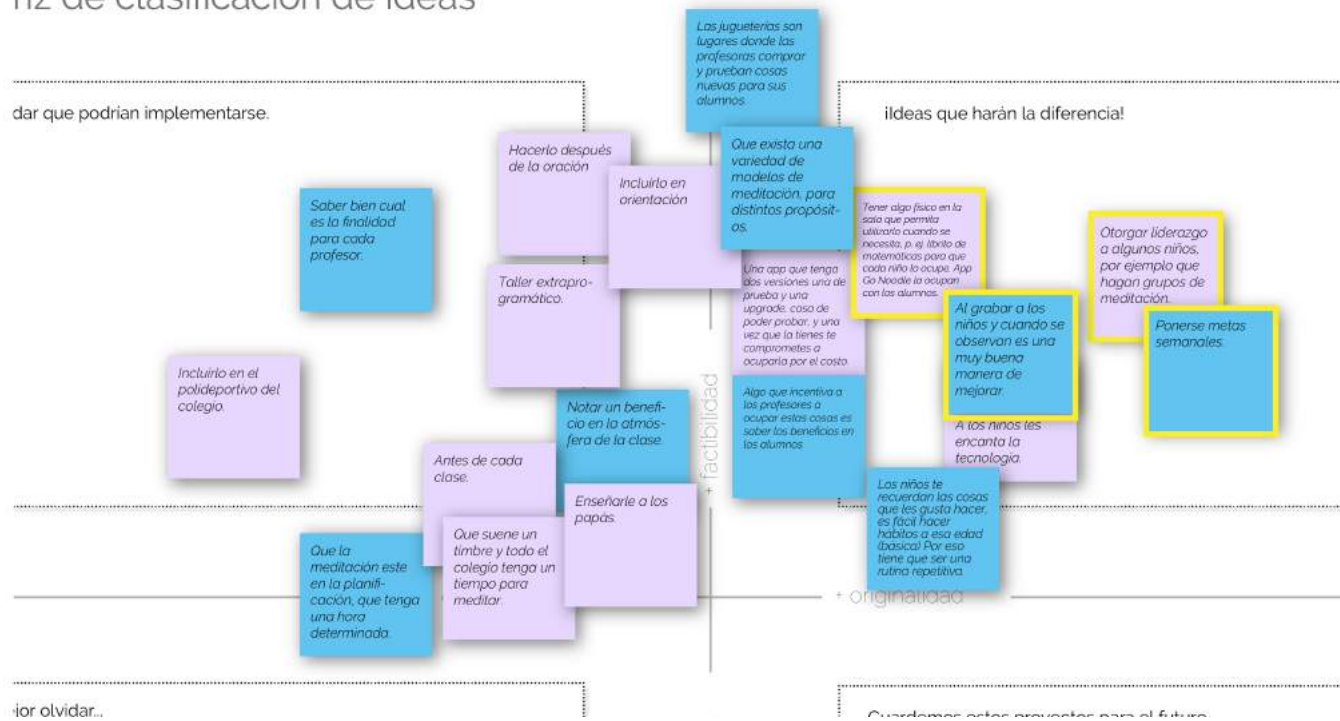 de clasificación de ideas
dar que podrían implementarse.
¡Ideas que harán la diferencia!
Las jugueterías son
lugares donde las
profesoras comprar
y prueban cosas
nuevas para sus
alumnos.
Hacerlo después
de la oración
Incluirlo en
orientación
Que exista una
variedad de
modelos de
meditación, para
distintos propósit-
os.
Saber bien cual
es la finalidad
para cada
profesor.
Tener algo físico en la
sala que permita
utilizarlo cuando se
necesita, p. ej. librito de
matemáticas para que
cada niño lo ocupe. App
Go Noodle la ocupan
con los alumnos.
Otorgar liderazgo
a algunos niños,
por ejemplo que
hagan grupos de
meditación.
Taller extrapro-
gramático.
Una app que tenga
dos versiones una de
prueba y una
upgrade, cosa de
poder probar, y una
vez que la tienes te
comprometes a
ocuparla por el costo.
Al grabar a los
niños y cuando se
observan es una
muy buena
manera de
mejorar.
Ponerse metas
semanales.
Incluirlo en el
polideportivo del
colegio.
Notar un benefi-
cio en la atmós-
fera de la clase.
+ factibilidad
Algo que incentiva a
los profesores a
ocupar estas cosas es
saber los beneficios en
los alumnos
A los niños les
encanta la
tecnología.
Antes de cada
clase.
Los niños te
recuerdan las cosas
que les gusta hacer,
es fácil hacer
hábitos a esa edad
(básica) Por eso
tiene que ser una
rutina repetitiva.
Enseñarle a los
papás.
Que suene un
timbre y todo el
colegio tenga un
tiempo para
meditar.
Que la
meditación este
en la planifi-
cación, que tenga
una hora
determinada.
+ originalidad
jor olvidar...
Guardemos estos proyectos para el futuro